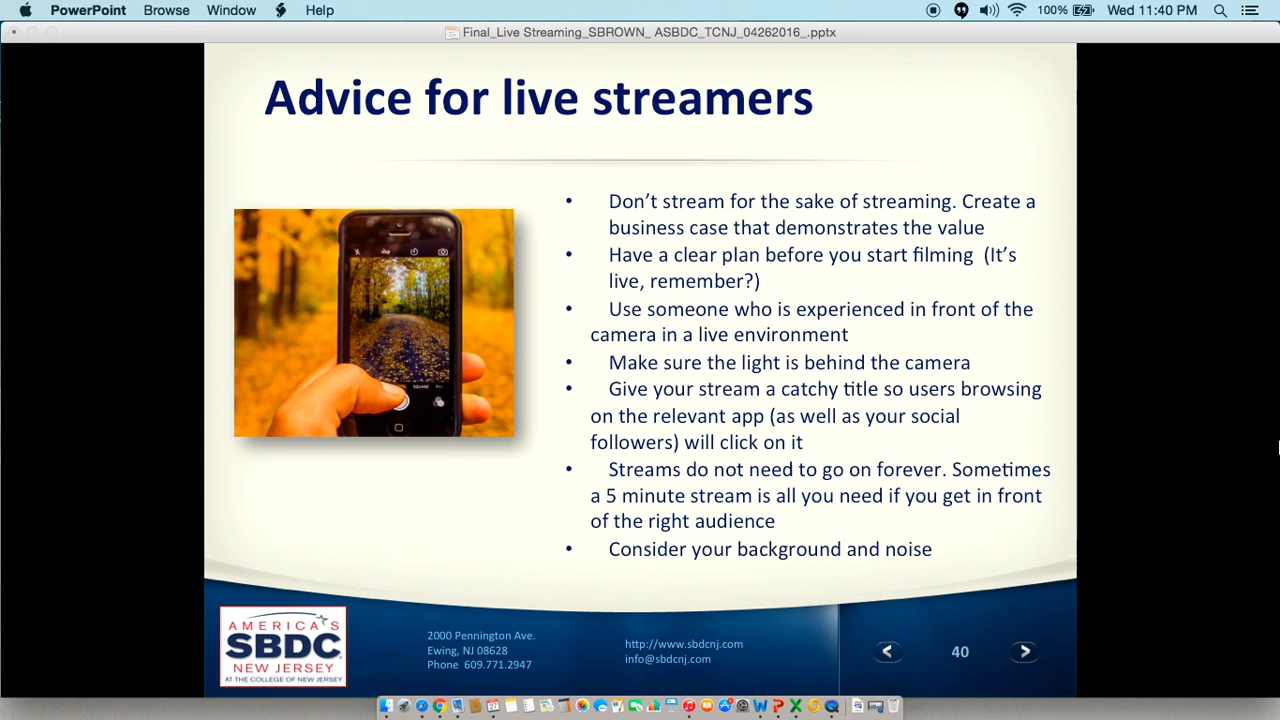 PowerPoint Browse Window Help 100% Wed 11:40 PM
Final_Live Streaming_SBROWN_ ASBDC_TCNJ_04262016_.pptx
Advice for live streamers
• Don’t stream for the sake of streaming. Create a
business case that demonstrates the value
• Have a clear plan before you start filming (It’s
live, remember?)
• Use someone who is experienced in front of the
camera in a live environment
• Make sure the light is behind the camera
• Give your stream a catchy title so users browsing
on the relevant app (as well as your social
followers) will click on it
• Streams do not need to go on forever. Sometimes
a 5 minute stream is all you need if you get in front
of the right audience
• Consider your background and noise
SQUARE
AMERICA'S
SBDC
NEW JERSEY
AT THE COLLEGE OF NEW JERSEY
2000 Pennington Ave.
Ewing, NJ 08628
Phone 609.771.2947
http://www.sbdcnj.com
info@sbdcnj.com
40